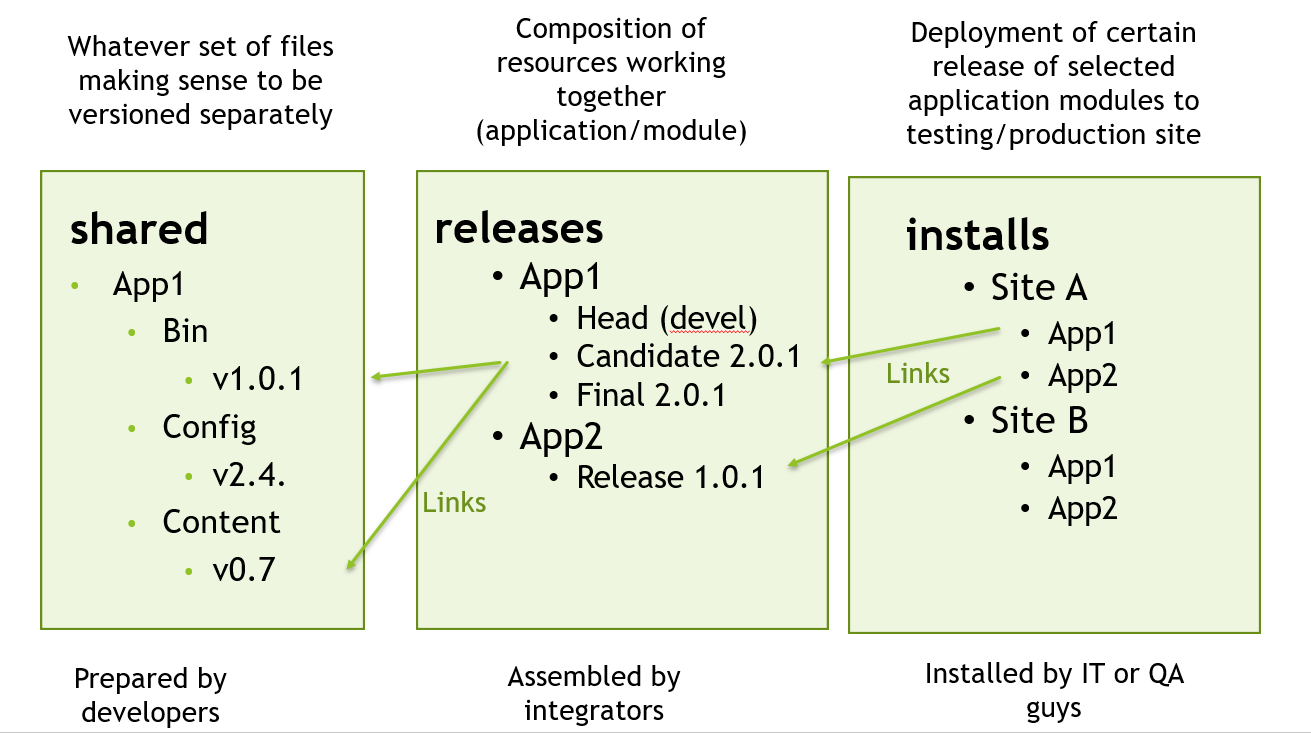 Whatever set of files
making sense to be
versioned separately
Composition of
resources working
together
(application/module)
Deployment of certain
release of selected
application modules to
testing/production site
shared
• App1
• Bin
• v1.0.1
• Config
• v2.4.
• Content
• v0.7
releases
• App1
• Head (devel)
• Candidate 2.0.1
• Final 2.0.1
• App2
• Release 1.0.1
Links
installs
• Site A
• App1
• App2
• Site B
• App1
• App2
Links
Prepared by
developers
Assembled by
integrators
Installed by IT or QA
guys